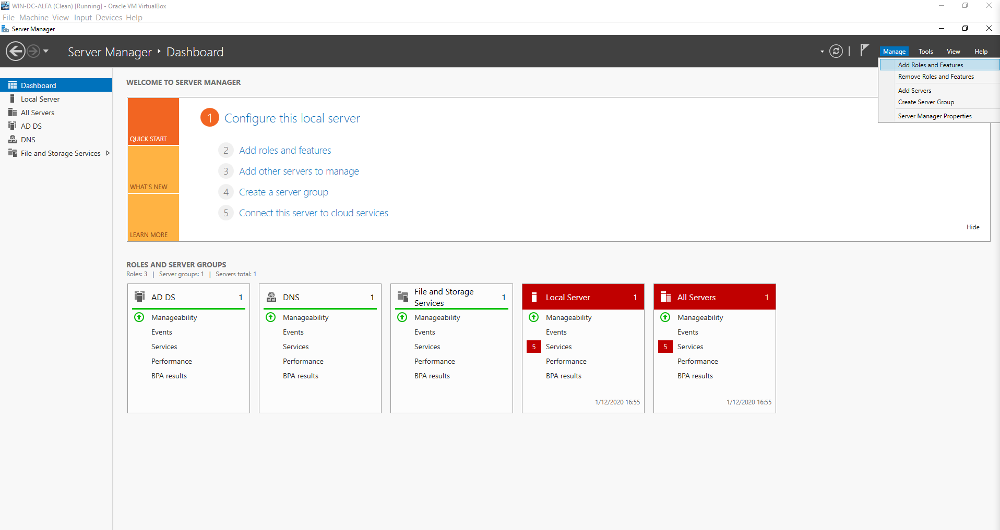 WIN-DC-ALFA (Clean) [Running] - Oracle VM VirtualBox
File Machine View Input Devices Help
Server Manager
Server Manager ‣ Dashboard
Manage Tools View Help
Add Roles and Features
Remove Roles and Features
Add Servers
Create Server Group
Server Manager Properties
Dashboard
Local Server
All Servers
AD DS
DNS
File and Storage Services
WELCOME TO SERVER MANAGER
QUICK START
WHAT'S NEW
LEARN MORE
1 Configure this local server
2 Add roles and features
3 Add other servers to manage
4 Create a server group
5 Connect this server to cloud services
Hide
ROLES AND SERVER GROUPS
Roles: 3 | Server groups: 1 | Servers total: 1
AD DS 1
Manageability
Events
Services
Performance
BPA results
DNS 1
Manageability
Events
Services
Performance
BPA results
File and Storage
Services 1
Manageability
Events
Services
Performance
BPA results
Local Server 1
Manageability
Events
5 Services
Performance
BPA results
1/12/2020 16:55
All Servers 1
Manageability
Events
5 Services
Performance
BPA results
1/12/2020 16:55